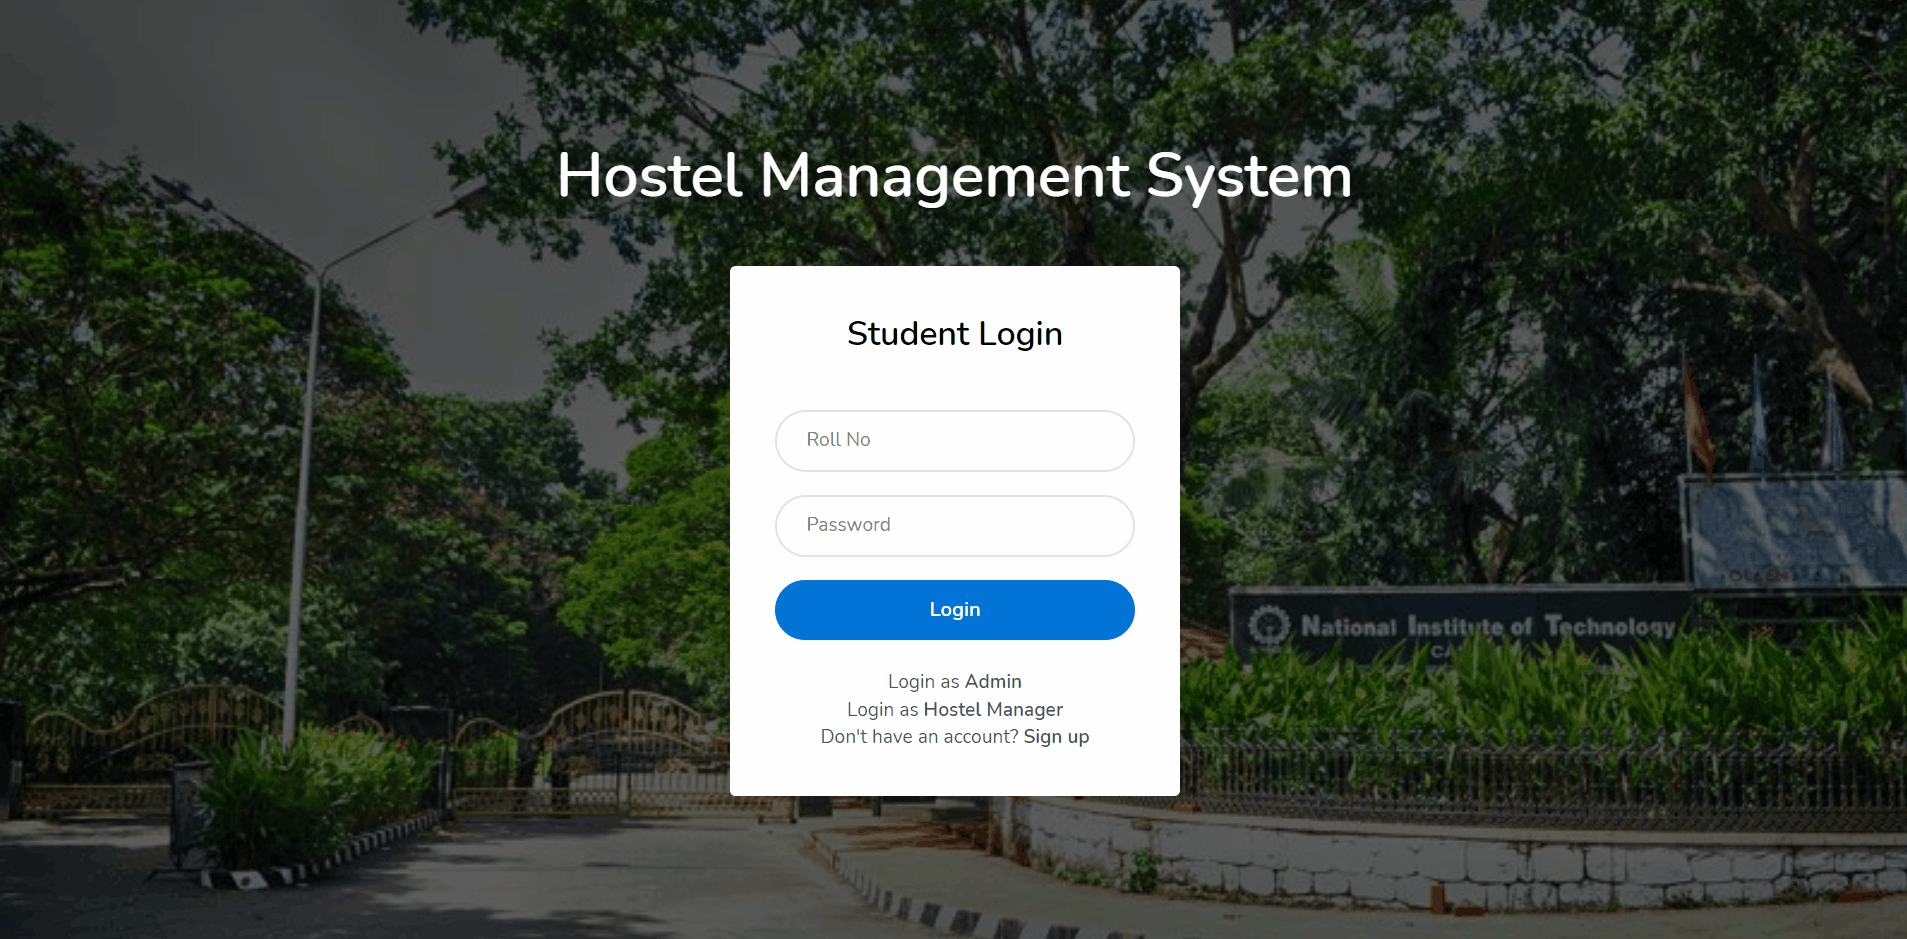 Hostel Management System
Student Login
Roll No
Password
Login
National Institute of Technology
Login as Admin
Login as Hostel Manager
Don't have an account? Sign up